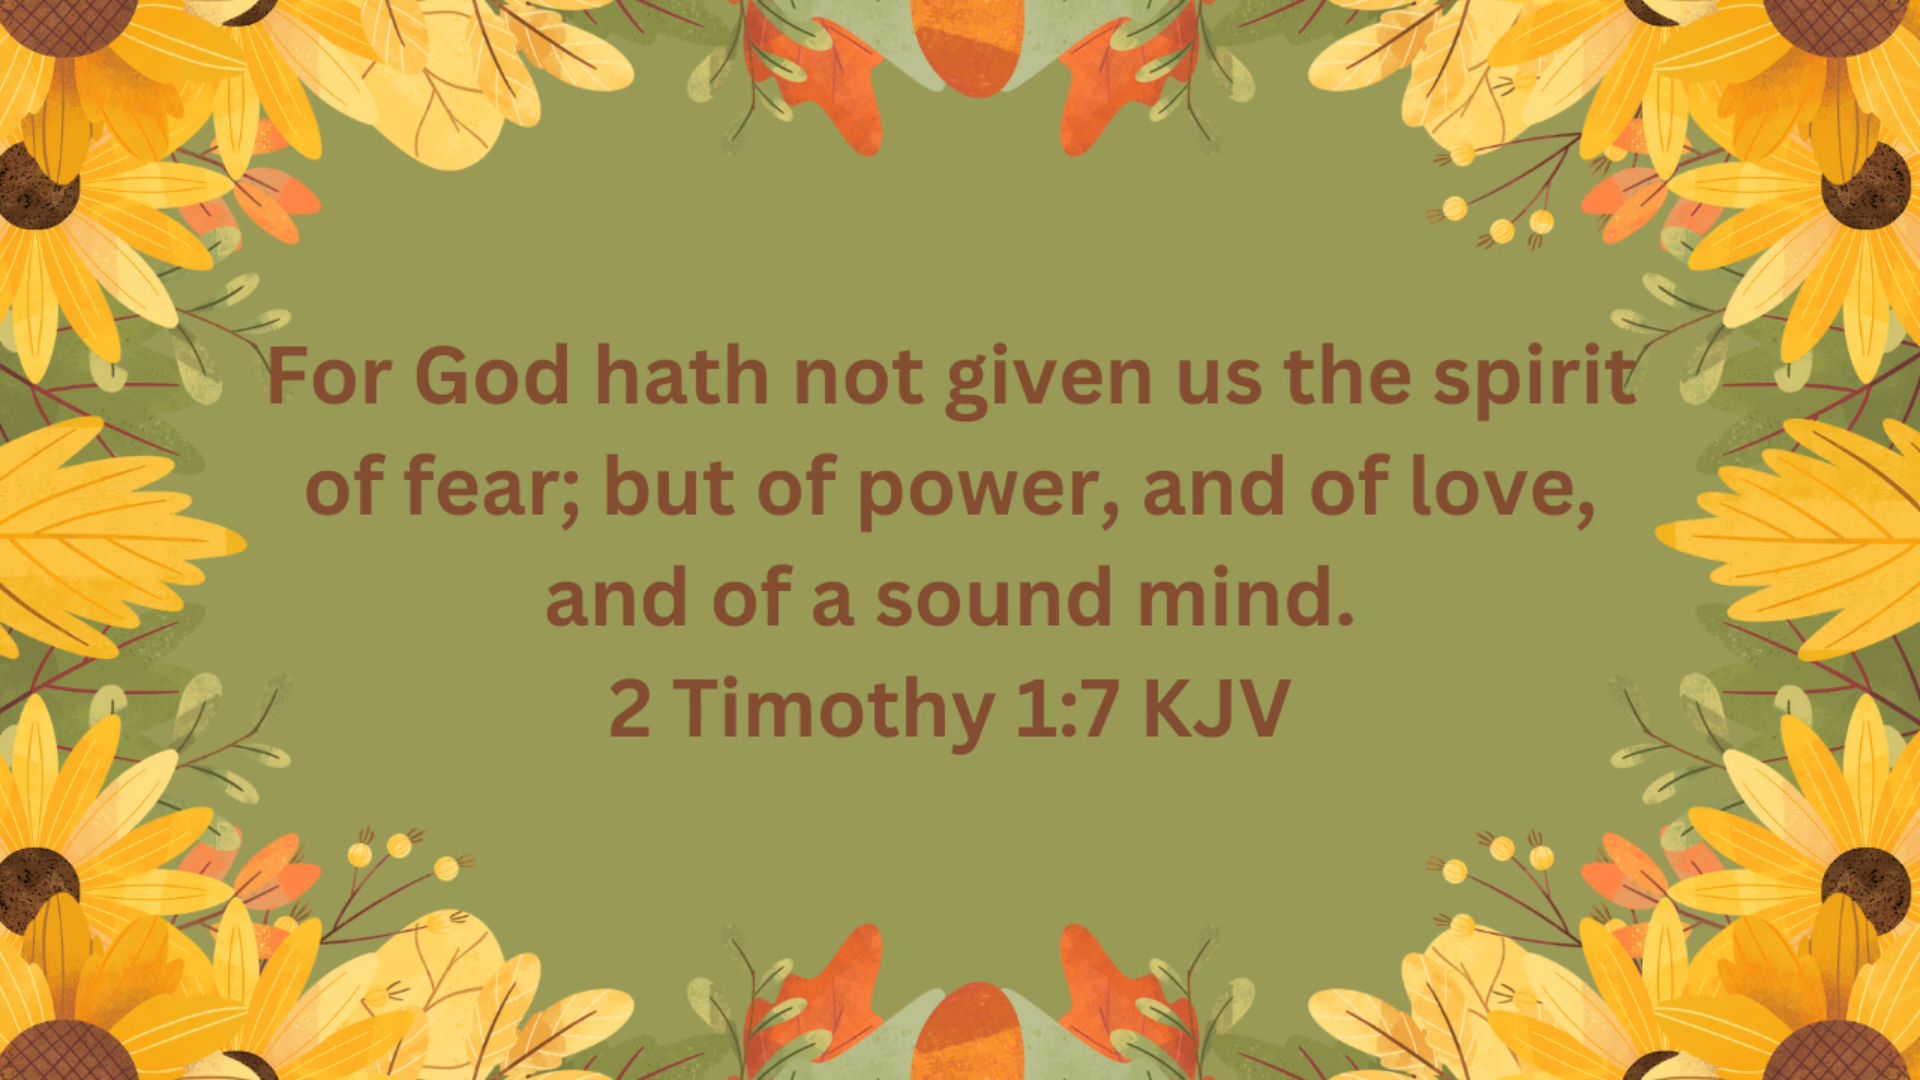 For God hath not given us the spirit
of fear; but of power, and of love,
and of a sound mind.
2 Timothy 1:7 KJV